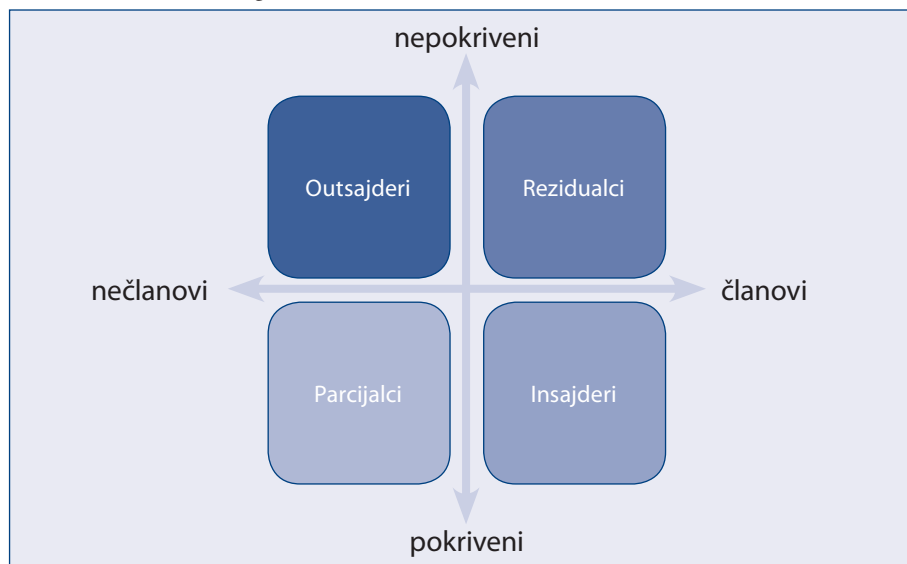 nepokriveni
Outsajderi
Rezidualci
nečlanovi
članovi
Parcijalci
Insajderi
pokriveni